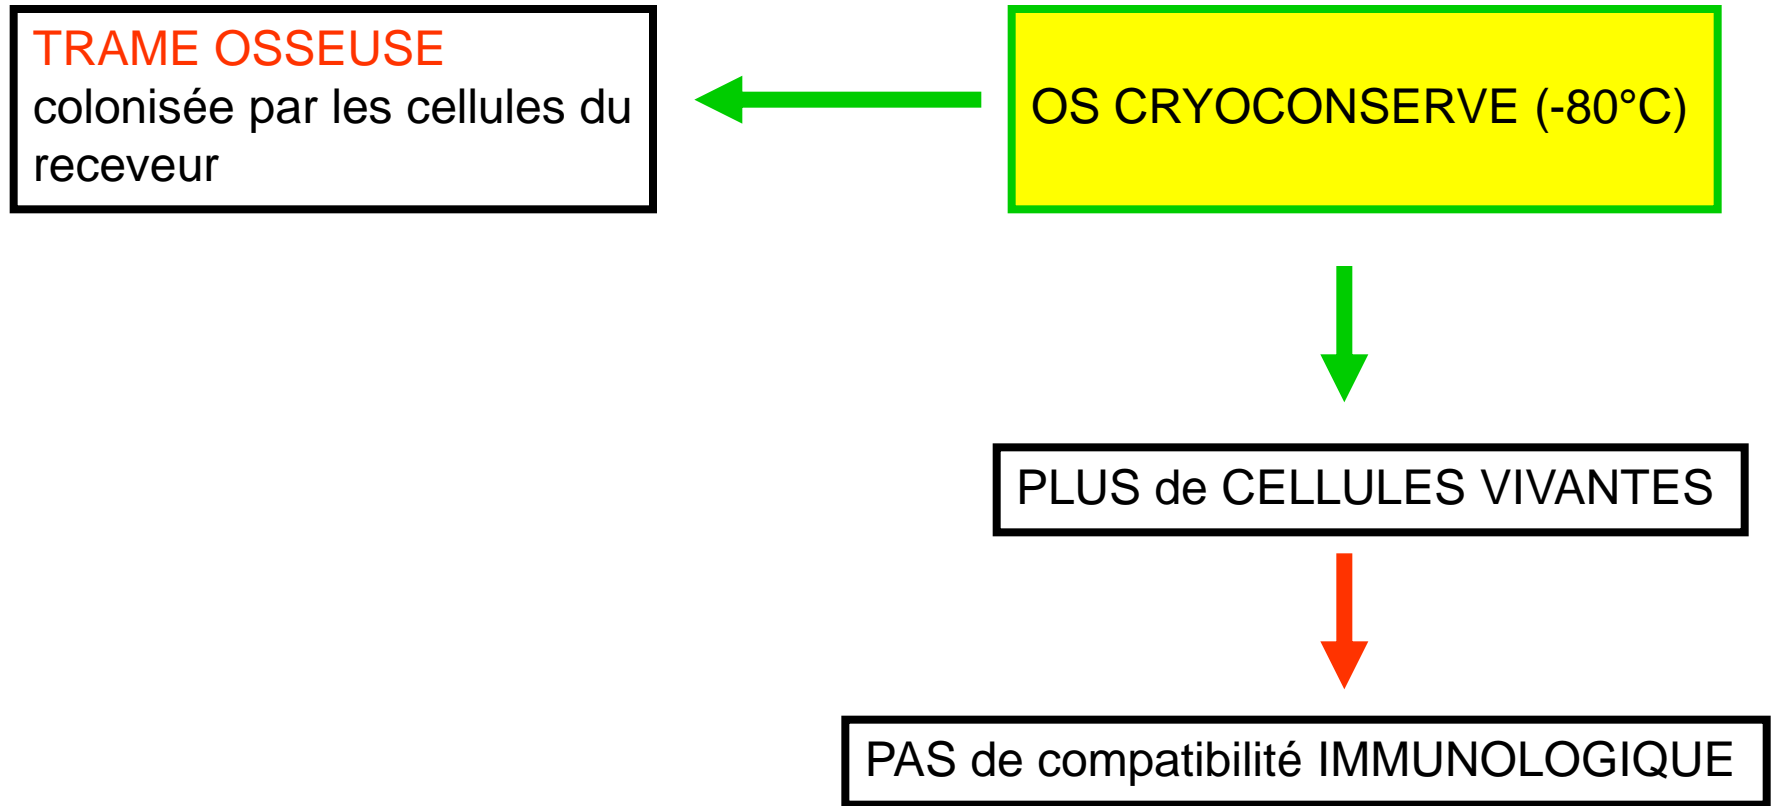 TRAME OSSEUSE
colonisée par les cellules du
receveur
OS CRYOCONSERVE (-80°C)
PLUS de CELLULES VIVANTES
PAS de compatibilité IMMUNOLOGIQUE